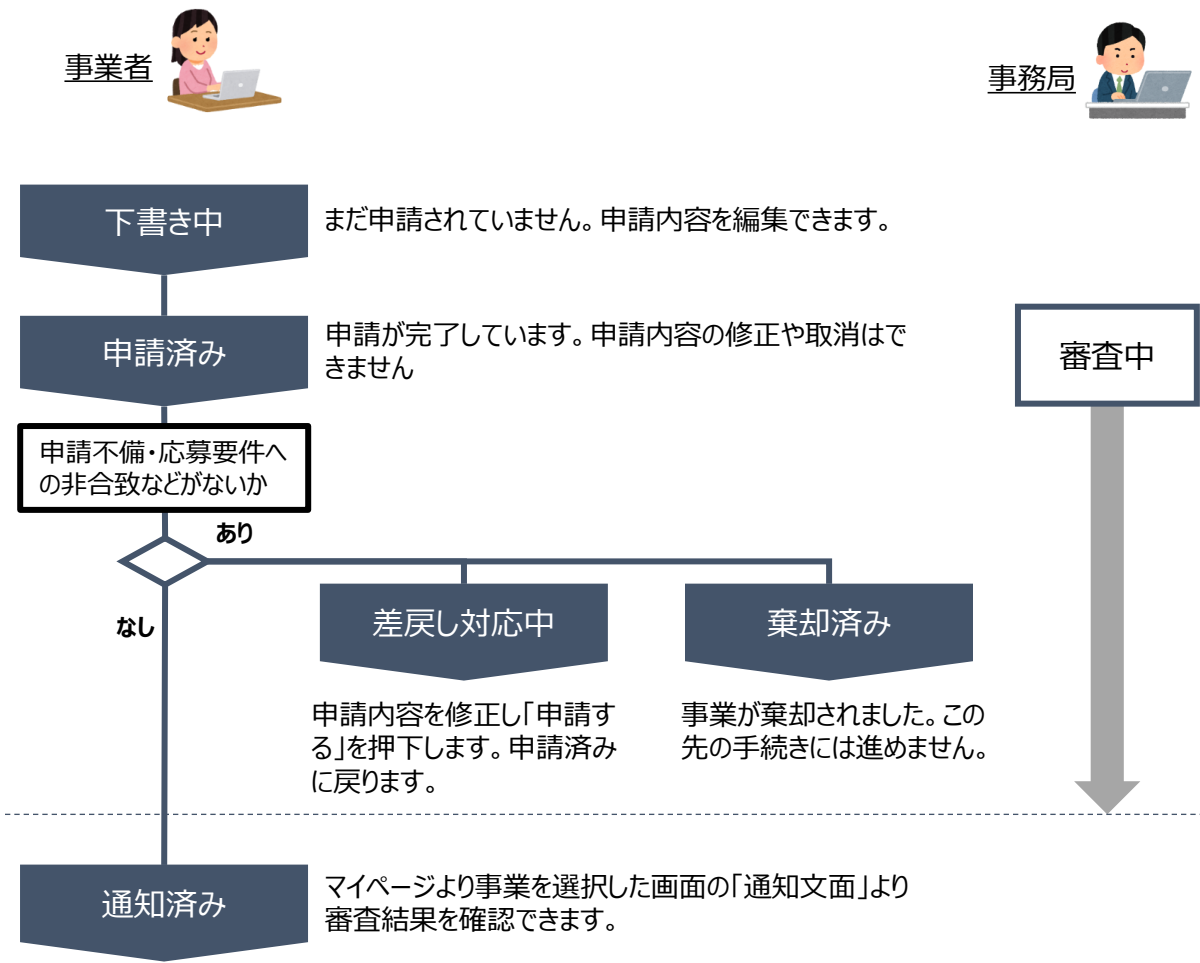 事業者
事務局
下書き中
まだ申請されていません。申請内容を編集できます。
申請済み
申請が完了しています。申請内容の修正や取消はで
きません
審査中
申請不備・応募要件へ
の非合致などがないか
あり
なし
差戻し対応中
棄却済み
申請内容を修正し「申請す
る」を押下します。申請済み
に戻ります。
事業が棄却されました。この
先の手続きには進めません。
通知済み
マイページより事業を選択した画面の「通知文面」より
審査結果を確認できます。